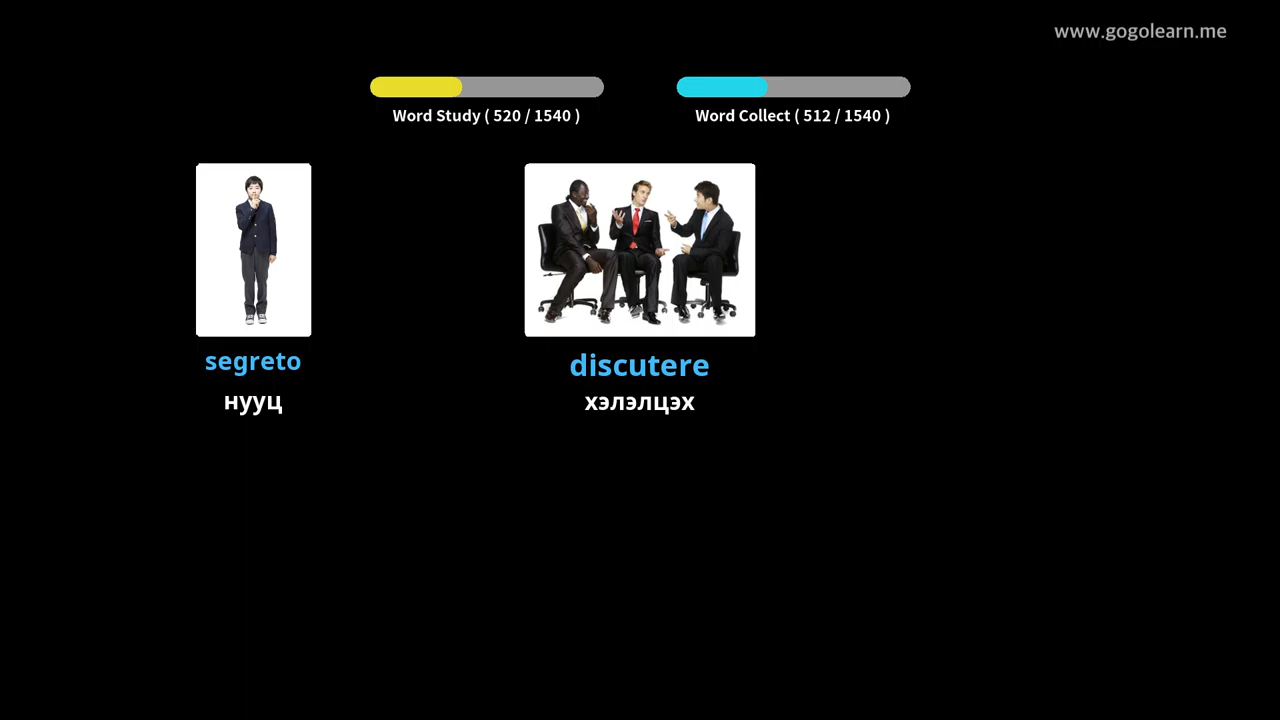 www.gogolearn.me
Word Study ( 520 / 1540 )
Word Collect ( 512 / 1540 )
segreto
нууц
discutere
хэлэлцэх